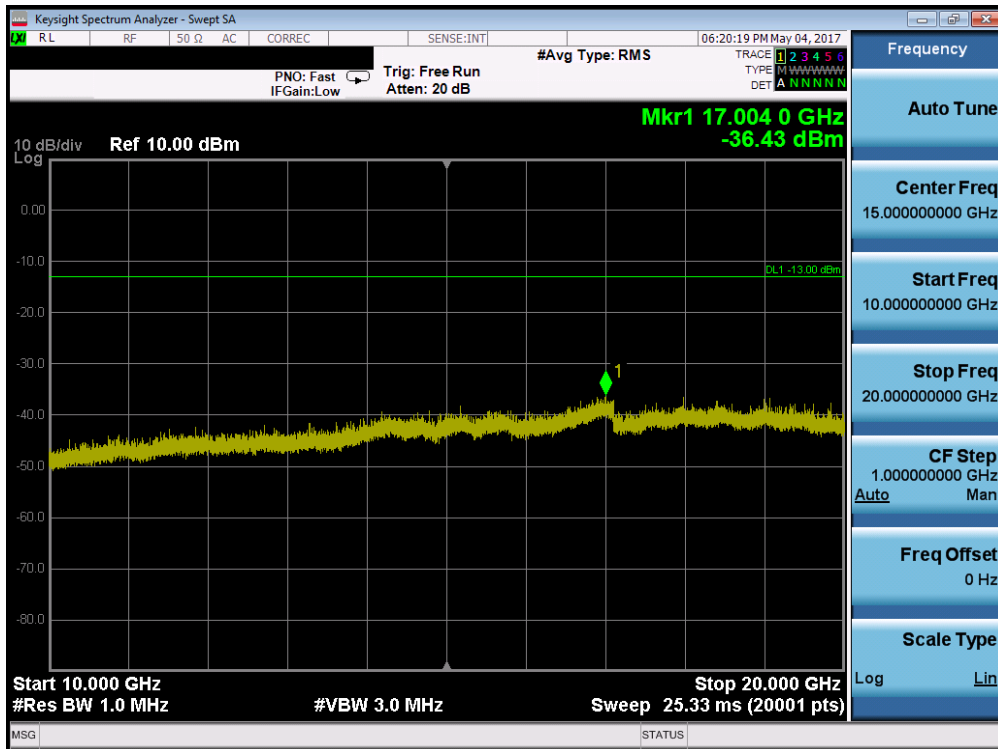 Keysight Spectrum Analyzer - Swept SA
LXI RL RF 50 Ω AC CORREC SENSE:INT 06:20:19 PM May 04, 2017
#Avg Type: RMS TRACE 1 2 3 4 5 6
PNO: Fast Trig: Free Run TYPE M W W W W W
IFGain:Low Atten: 20 dB DET A N N N N N
Mkr1 17.004 0 GHz
-36.43 dBm
10 dB/div Ref 10.00 dBm
Log
0.00
-10.0
DL1 -13.00 dBm
-20.0
-30.0
1
-40.0
-50.0
-60.0
-70.0
-80.0
Start 10.000 GHz Stop 20.000 GHz
#Res BW 1.0 MHz #VBW 3.0 MHz Sweep 25.33 ms (20001 pts)
MSG STATUS
Frequency
Auto Tune
Center Freq
15.000000000 GHz
Start Freq
10.000000000 GHz
Stop Freq
20.000000000 GHz
CF Step
1.000000000 GHz
Auto Man
Freq Offset
0 Hz
Scale Type
Log Lin